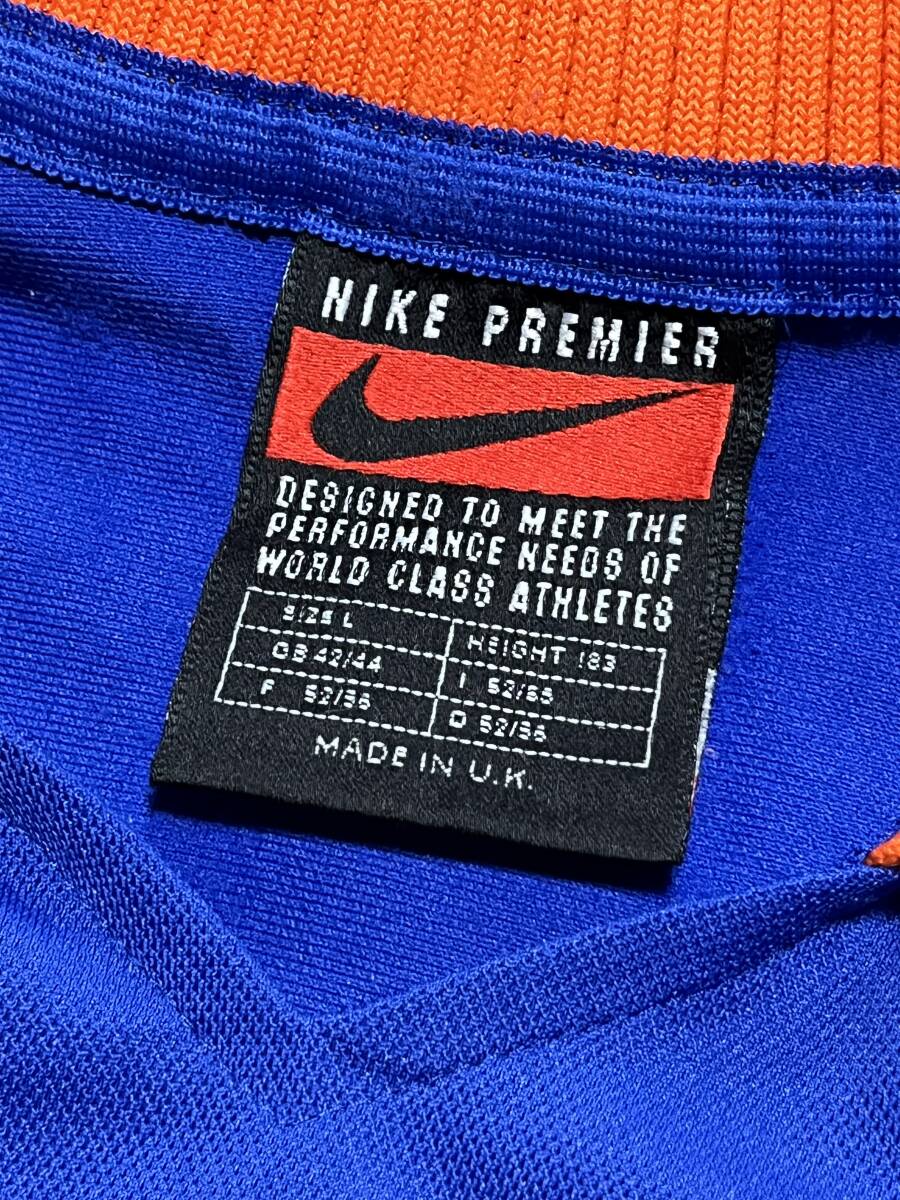 NIKE PREMIER
DESIGNED TO MEET THE
PERFORMANCE NEEDS OF
WORLD CLASS ATHLETES
SIZE L
HEIGHT 183
GB 42/44
I 52/56
F 52/56
D 52/56
MADE IN U.K.